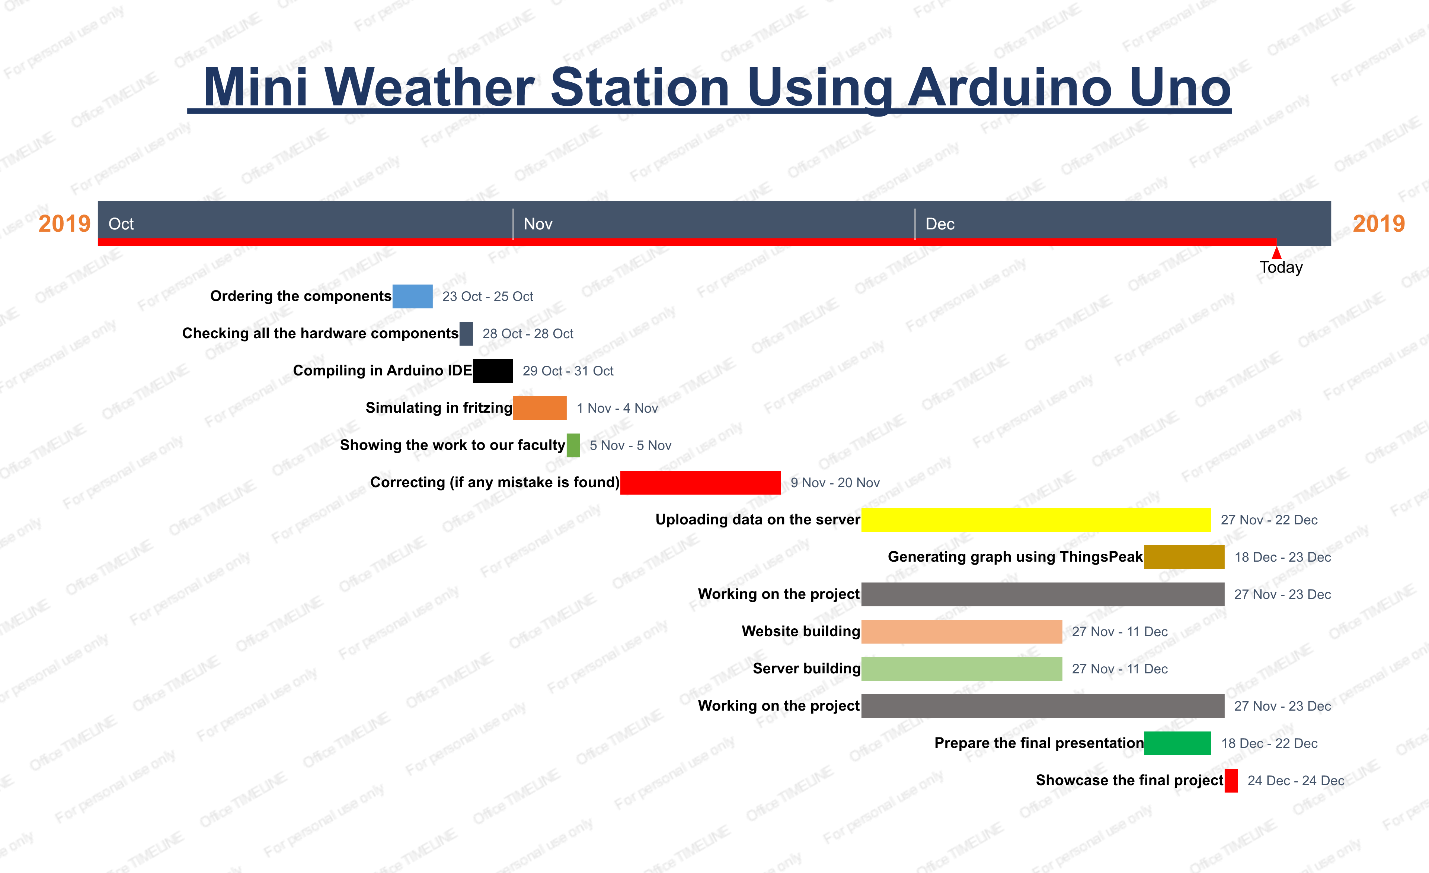 Mini Weather Station Using Arduino Uno
2019 Oct Nov Dec 2019
Today
Ordering the components 23 Oct - 25 Oct
Checking all the hardware components 28 Oct - 28 Oct
Compiling in Arduino IDE 29 Oct - 31 Oct
Simulating in fritzing 1 Nov - 4 Nov
Showing the work to our faculty 5 Nov - 5 Nov
Correcting (if any mistake is found) 9 Nov - 20 Nov
Uploading data on the server 27 Nov - 22 Dec
Generating graph using ThingsPeak 18 Dec - 23 Dec
Working on the project 27 Nov - 23 Dec
Website building 27 Nov - 11 Dec
Server building 27 Nov - 11 Dec
Working on the project 27 Nov - 23 Dec
Prepare the final presentation 18 Dec - 22 Dec
Showcase the final project 24 Dec - 24 Dec
Office TIMELINE For personal use only